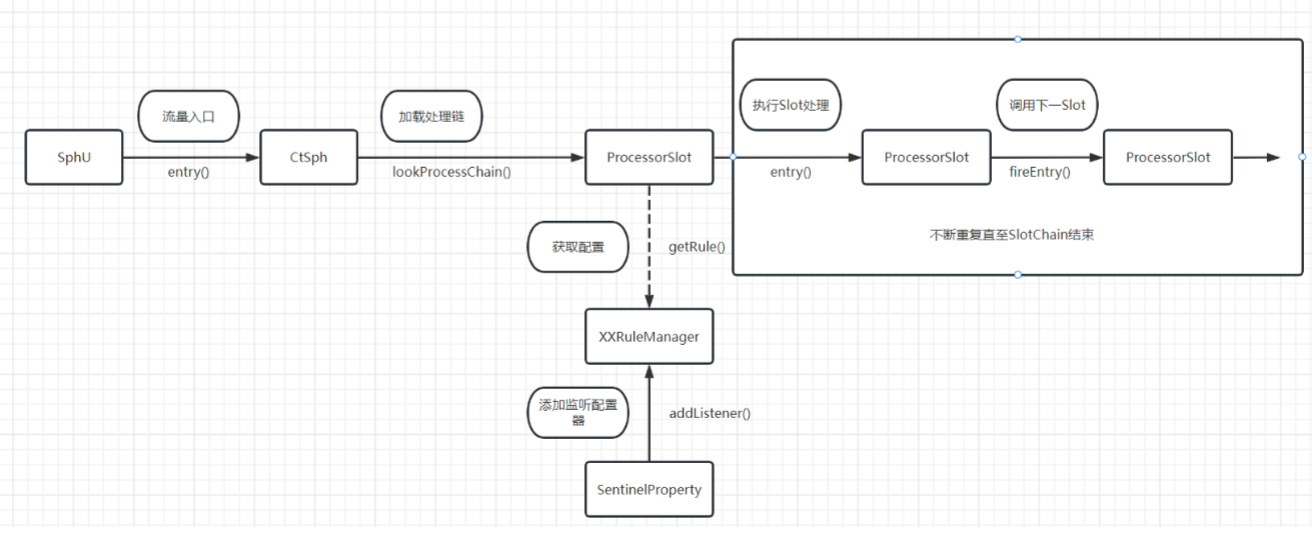 流量入口
加载处理链
执行Slot处理
调用下一Slot
SphU
entry()
CtSph
lookProcessChain()
ProcessorSlot
entry()
ProcessorSlot
fireEntry()
ProcessorSlot
不断重复直至SlotChain结束
获取配置
getRule()
XXRuleManager
添加监听配置
器
addListener()
SentinelProperty